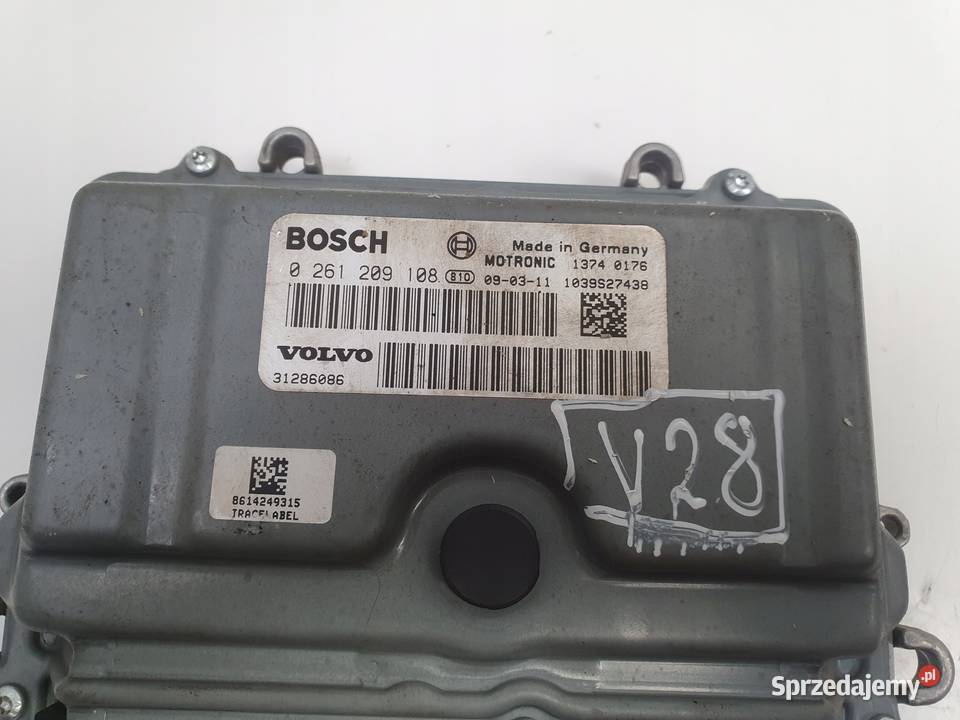 BOSCH Made in Germany
MOTRONIC 1374 0176
0 261 209 108 810 09-03-11 1039S27438
VOLVO
31286086
V28
8614249315
TRACELABEL
Sprzedajemy.pl